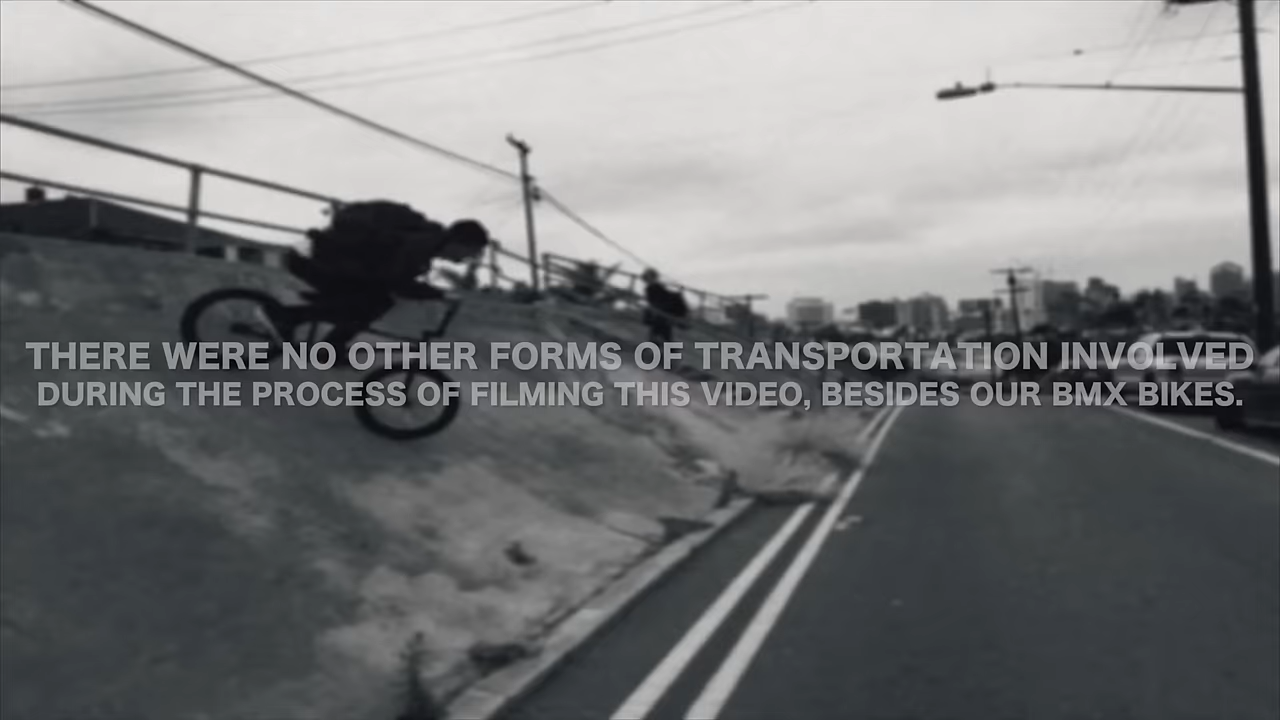 THERE WERE NO OTHER FORMS OF TRANSPORTATION INVOLVED
DURING THE PROCESS OF FILMING THIS VIDEO, BESIDES OUR BMX BIKES.